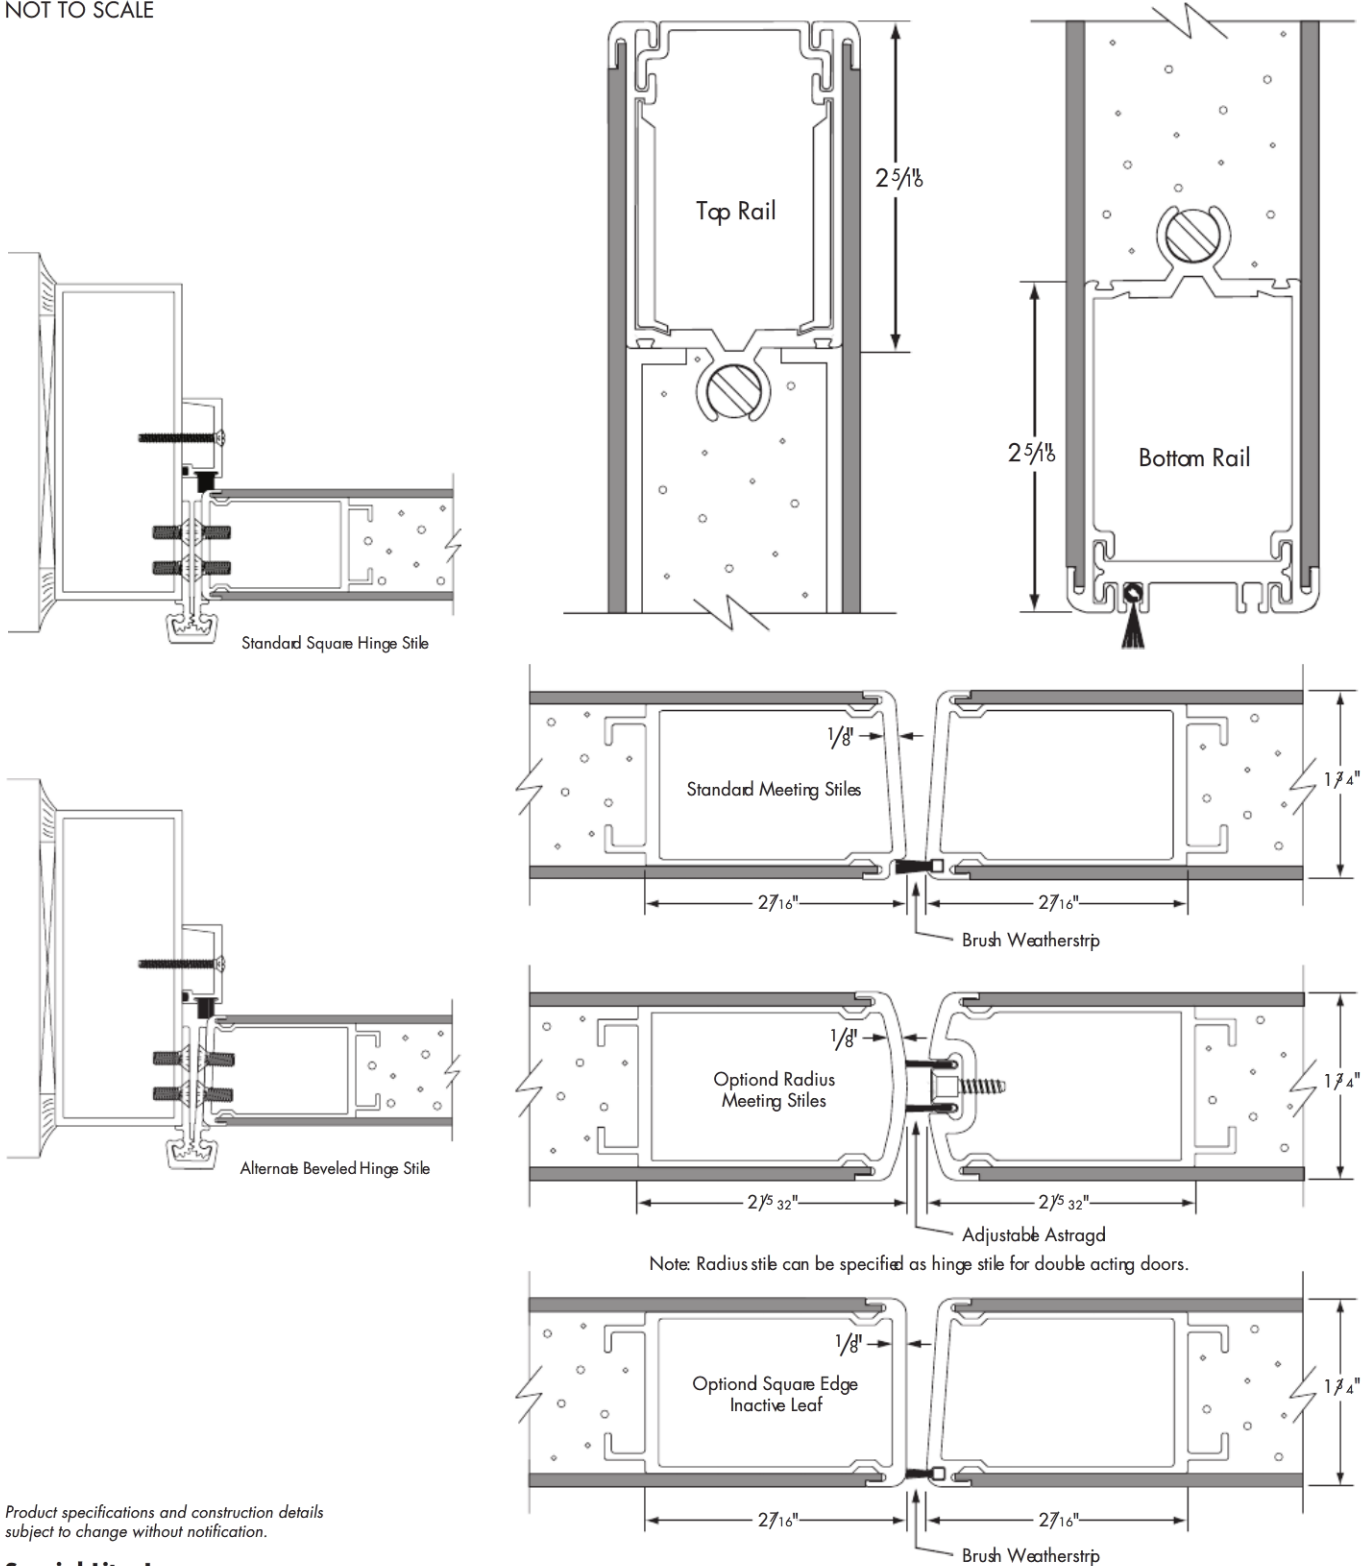 NOT TO SCALE
2 5/16"
Top Rail
2 5/16"
Bottom Rail
Standard Square Hinge Stile
1/8"
Standard Meeting Stiles
1 3/4"
2 7/16"
2 7/16"
Brush Weatherstrip
1/8"
Optional Radius
Meeting Stiles
1 3/4"
Alternate Beveled Hinge Stile
2 15/32"
2 15/32"
Adjustable Astragal
Note: Radius stile can be specified as hinge stile for double acting doors.
1/8"
Optional Square Edge
Inactive Leaf
1 3/4"
2 7/16"
2 7/16"
Brush Weatherstrip
Product specifications and construction details
subject to change without notification.